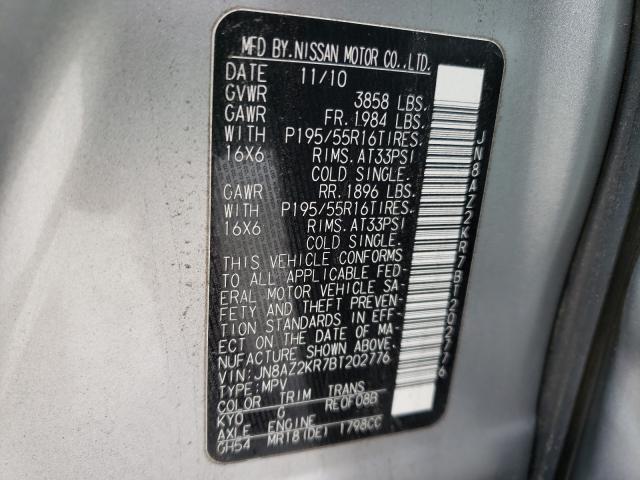 MFD BY.NISSAN MOTOR CO.,LTD.
DATE 11/10
GVWR 3858 LBS.
GAWR FR. 1984 LBS.
WITH P195/55R16TIRES.
16X6 RIMS. AT33PSI
COLD SINGLE.
GAWR RR. 1896 LBS.
WITH P195/55R16TIRES.
16X6 RIMS. AT33PSI
COLD SINGLE.
THIS VEHICLE CONFORMS
TO ALL APPLICABLE FED-
ERAL MOTOR VEHICLE SA-
FETY AND THEFT PREVEN-
TION STANDARDS IN EFF-
ECT ON THE DATE OF MA-
NUFACTURE SHOWN ABOVE.
VIN:JN8AZ2KR7BT202776
TYPE:MPV
COLOR TRIM TRANS
KY0 G RE0F08B
AXLE ENGINE
GH54 MR18(DE) 1798CC
JN8AZ2KR7BT202776